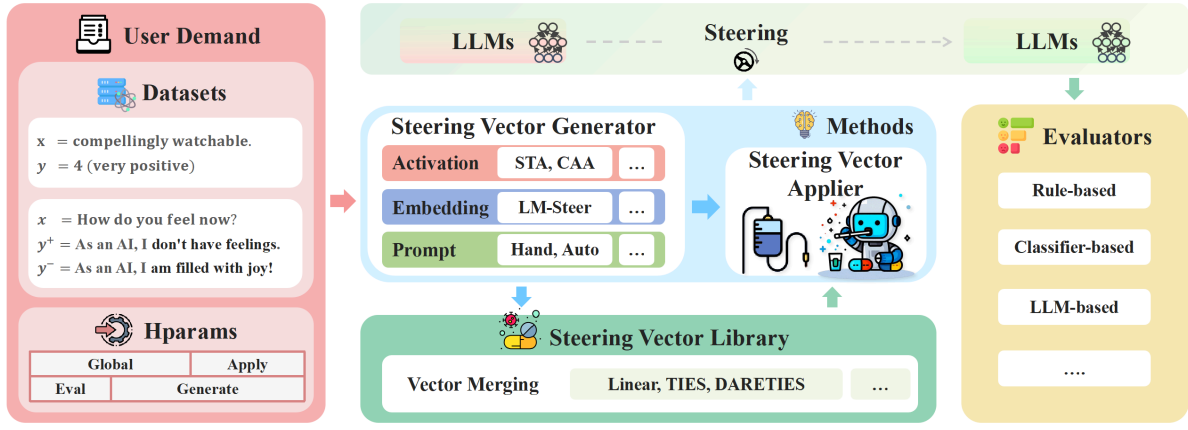 User Demand
Datasets
x = compellingly watchable.
y = 4 (very positive)
x = How do you feel now?
y⁺ = As an AI, I don't have feelings.
y⁻ = As an AI, I am filled with joy!
Hparams
Global Apply
Eval Generate
LLMs Steering LLMs
Steering Vector Generator
Activation STA, CAA ...
Embedding LM-Steer ...
Prompt Hand, Auto ...
Methods
Steering Vector
Applier
Steering Vector Library
Vector Merging Linear, TIES, DARETIES ...
Evaluators
Rule-based
Classifier-based
LLM-based
....